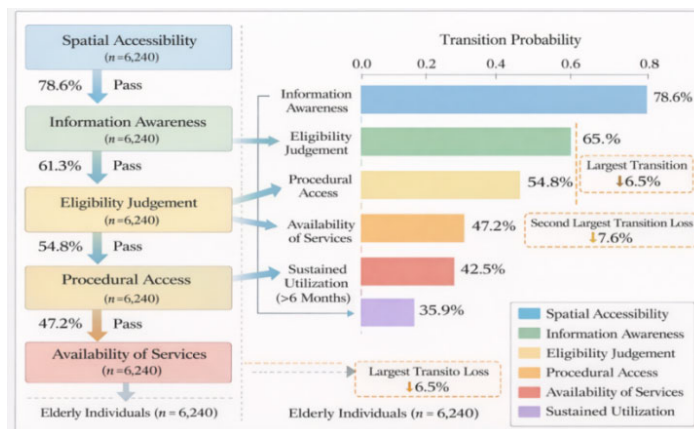 Spatial Accessibility
(n=6,240)
78.6% Pass
Information Awareness
(n=6,240)
61.3% Pass
Eligibility Judgement
(n=6,240)
54.8% Pass
Procedural Access
(n=6,240)
47.2% Pass
Availability of Services
(n=6,240)
Elderly Individuals (n = 6,240)
Transition Probability
0.0 0.2 0.6 0.8
0.2 0.4 0.6
Information
Awareness
78.6%
Eligibility
Judgement
65.%
Procedural
Access
54.8%
Largest Transition
⬇6.5%
Availability
of Services
47.2%
Second Largest Transition Loss
⬇7.6%
Sustained
Utilization
(>6 Months)
42.5%
35.9%
Spatial Accessibility
Information Awareness
Eligibility Judgement
Procedural Access
Availability of Services
Sustained Utilization
Largest Transito Loss
⬇6.5%
Elderly Individuals (n = 6,240)